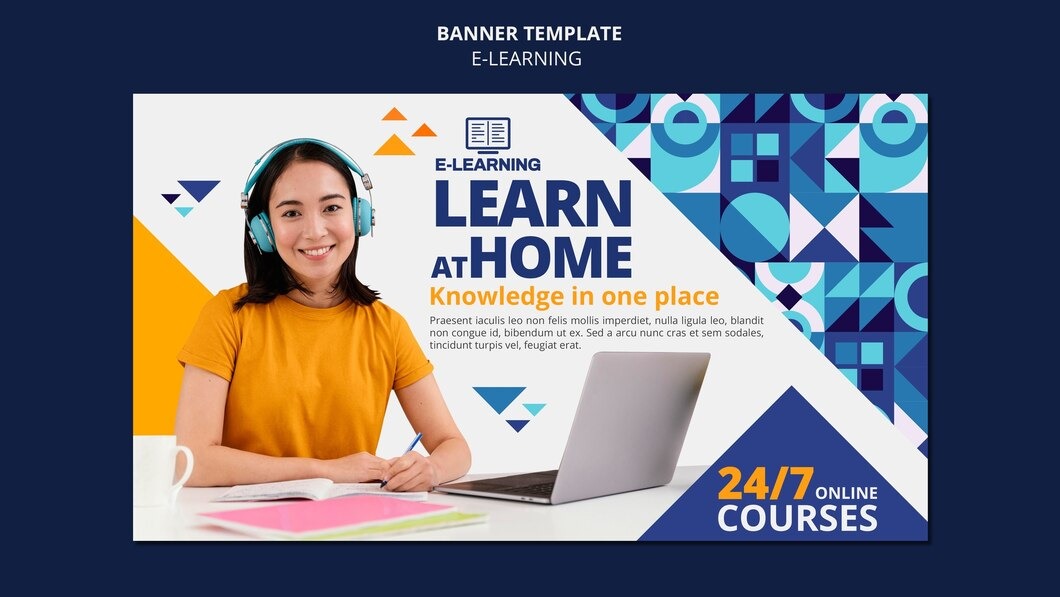 BANNER TEMPLATE
E-LEARNING
E-LEARNING
LEARN
AT HOME
Knowledge in one place
Praesent iaculis leo non felis mollis imperdiet, nulla ligula leo, blandit
non congue id, bibendum ut ex. Sed a arcu nunc cras et sem sodales,
tincidunt turpis vel, feugiat erat.
24/7 ONLINE
COURSES